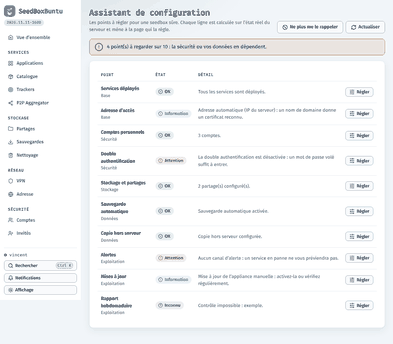 SeedBoxBuntu
Vue d'ensemble
SERVICES
Applications
Catalogue
Trackers
P2P Aggregator
STOCKAGE
Partages
Sauvegardes
Nettoyage
RÉSEAU
VPN
Adresse
SÉCURITÉ
Comptes
Invités
vincent
Rechercher
Notifications
Affichage
Assistant de configuration
Les points à régler pour une seedbox sûre. Chaque ligne est calculée sur l'état réel du
serveur et mène à la page qui la règle.
Ne plus me le rappeler
Actualiser
4 point(s) à regarder sur 10 : la sécurité ou vos données en dépendent.
POINT ÉTAT DÉTAIL
Services déployés
Base
OK
Tous les services sont déployés.
Régler
Adresse d'accès
Base
Information
Adresse automatique (IP du serveur) : un nom de domaine donne
un certificat reconnu.
Régler
Comptes personnels
Sécurité
OK
3 comptes.
Régler
Double
authentification
Sécurité
Attention
La double authentification est désactivée : un mot de passe volé
suffit à entrer.
Régler
Stockages et partages
Stockage
OK
2 partage(s) configuré(s).
Régler
Sauvegarde
automatique
Données
OK
Sauvegarde automatique activée.
Régler
Copie hors serveur
Données
OK
Copie hors serveur configurée.
Régler
Alertes
Exploitation
Attention
Aucun canal d'alerte : un service en panne ne vous préviendra pas.
Régler
Mises à jour
Exploitation
Information
Mise à jour de l'appliance manuelle : activez-la ou vérifiez
régulièrement.
Régler
Rapport
hebdomadaire
Exploitation
Inconnu
Contrôle impossible : exemple.
Régler